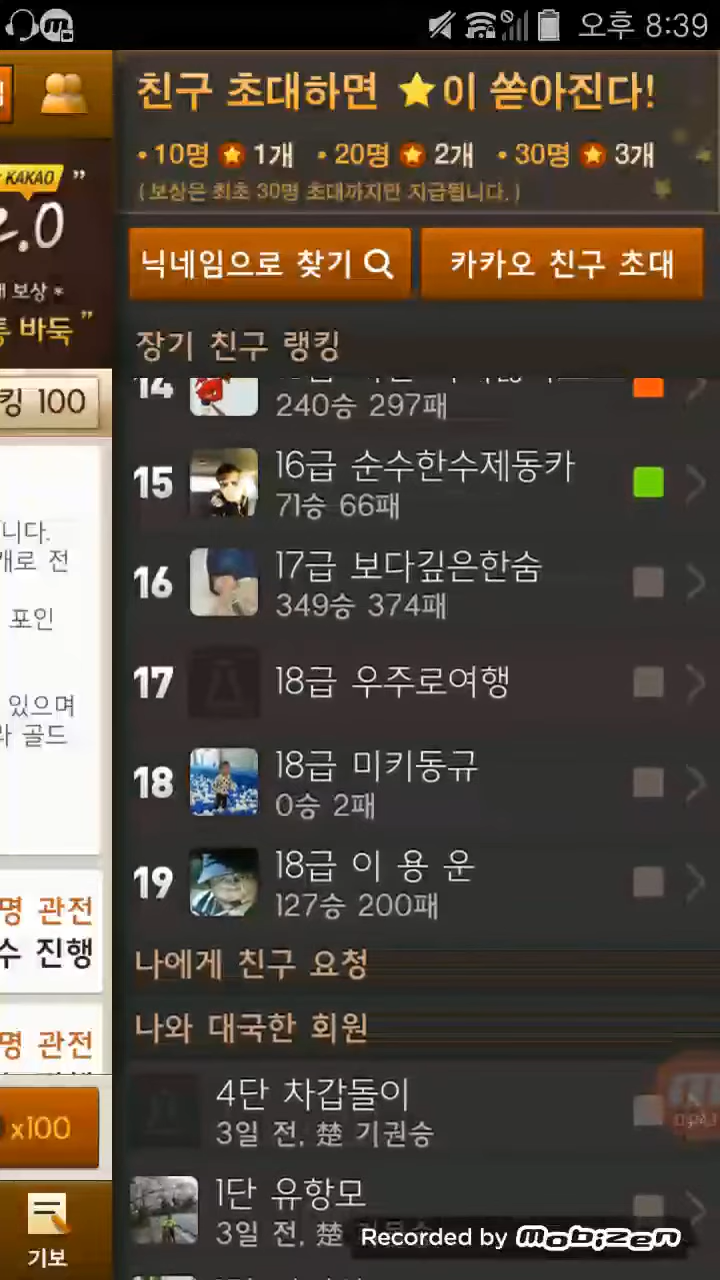 오후 8:39
친구 초대하면 ⭐이 쏟아진다!
• 10명 ★ 1개 • 20명 ★ 2개 • 30명 ★ 3개
( 보상은 최초 30명 초대까지만 지급됩니다. )
KAKAO ”
2.0
닉네임으로 찾기
카카오 친구 초대
보상 *
바둑 ”
장기 친구 랭킹
킹 100
14
240승 297패
15 16급 순수한수제동카
71승 66패
니다.
개로 전
16 17급 보다깊은한숨
349승 374패
포인
17 18급 우주로여행
있으며
골드
18 18급 미키동규
0승 2패
19 18급 이 용 운
127승 200패
명 관전
수 진행
나에게 친구 요청
나와 대국한 회원
명 관전
4단 차갑돌이
3일 전, 楚 기권승
x100
1단 유항모
3일 전, 楚
기보
Recorded by mobizen